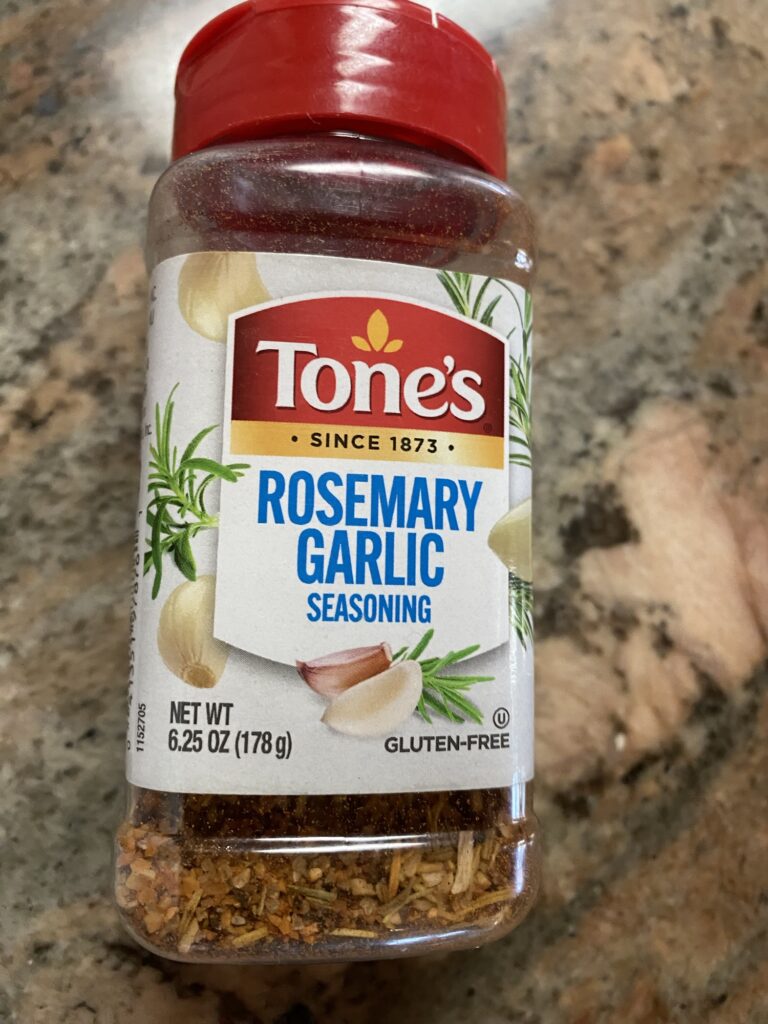 Tone's
• SINCE 1873 •
ROSEMARY
GARLIC
SEASONING
NET WT
6.25 OZ (178 g)
U
GLUTEN-FREE
1152705